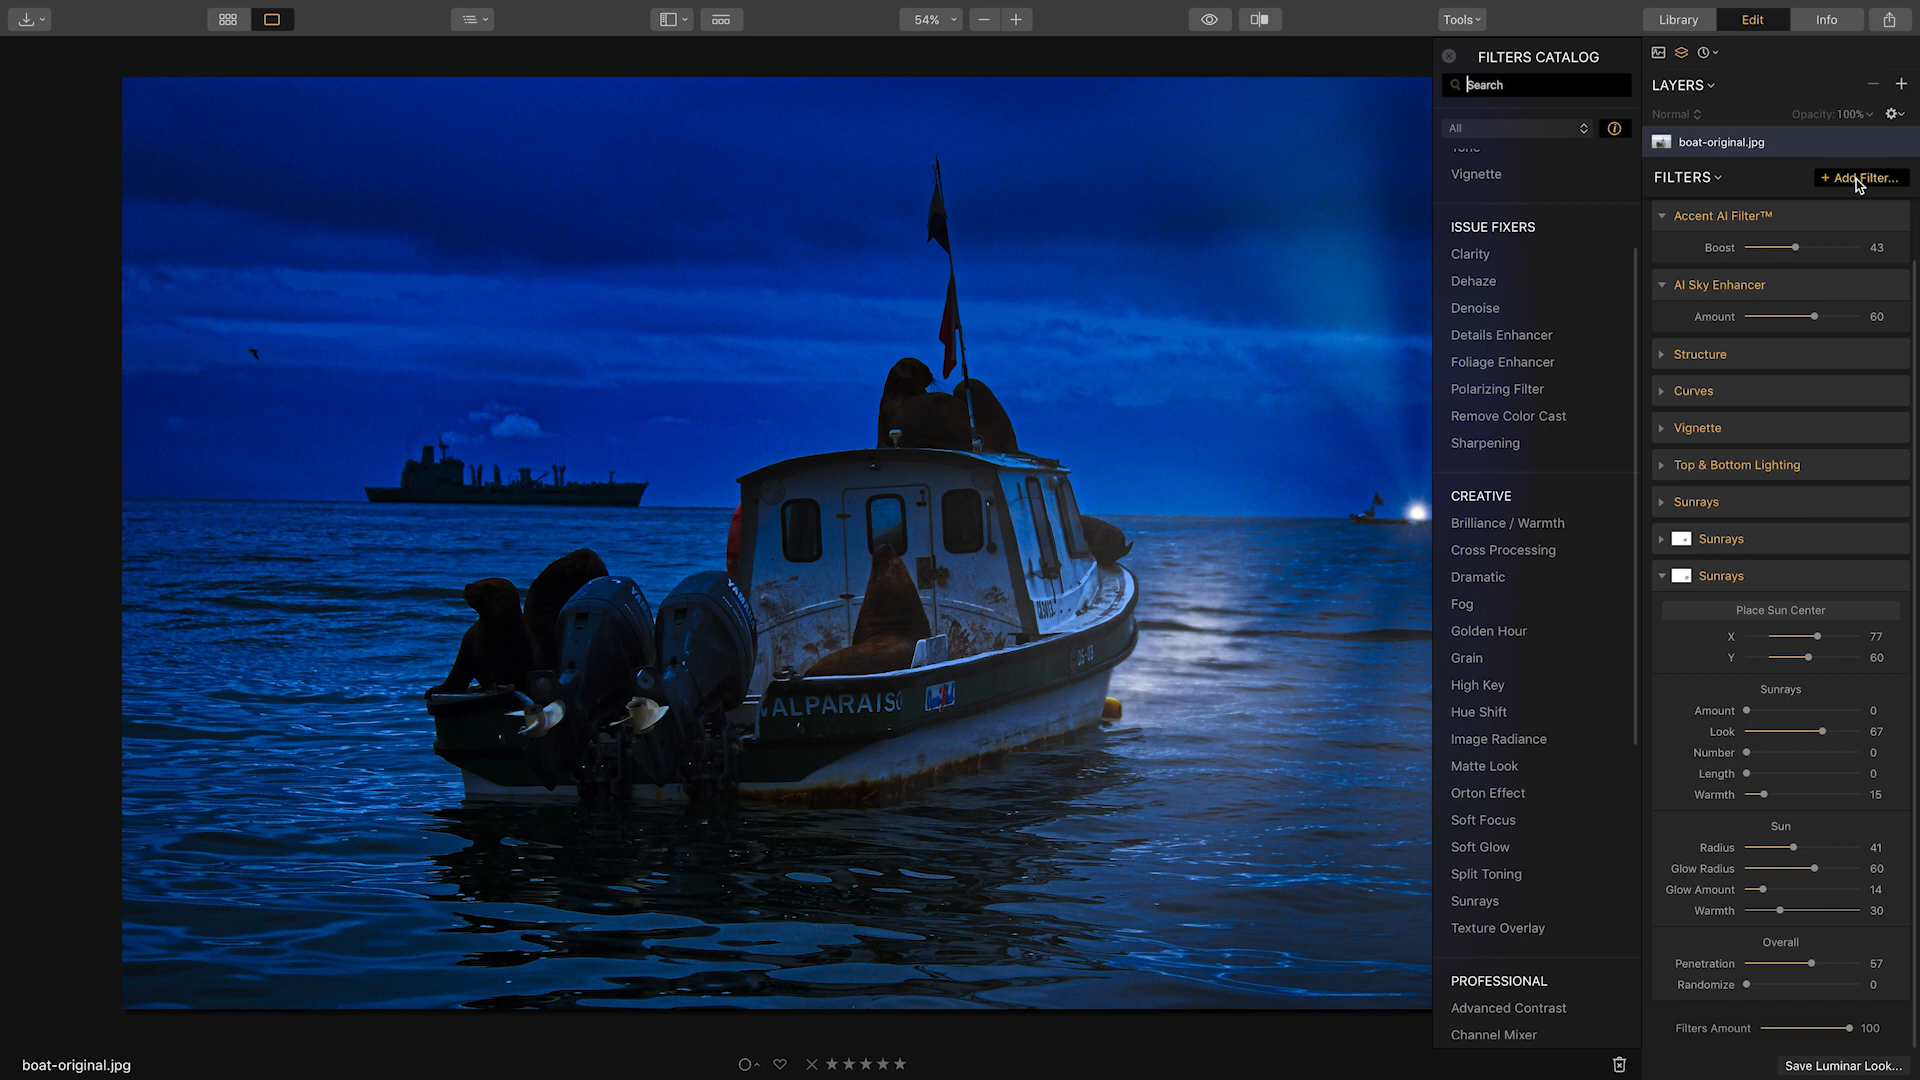 54%
Tools
Library
Edit
Info
FILTERS CATALOG
Search
All
Tone
Vignette
ISSUE FIXERS
Clarity
Dehaze
Denoise
Details Enhancer
Foliage Enhancer
Polarizing Filter
Remove Color Cast
Sharpening
CREATIVE
Brilliance / Warmth
Cross Processing
Dramatic
Fog
Golden Hour
Grain
High Key
Hue Shift
Image Radiance
Matte Look
Orton Effect
Soft Focus
Soft Glow
Split Toning
Sunrays
Texture Overlay
PROFESSIONAL
Advanced Contrast
Channel Mixer
LAYERS
Normal Opacity: 100%
boat-original.jpg
FILTERS + Add Filter...
Accent AI Filter™
Boost 43
AI Sky Enhancer
Amount 60
Structure
Curves
Vignette
Top & Bottom Lighting
Sunrays
Sunrays
Sunrays
Place Sun Center
X 77
Y 60
Sunrays
Amount 0
Look 67
Number 0
Length 0
Warmth 15
Sun
Radius 41
Glow Radius 60
Glow Amount 14
Warmth 30
Overall
Penetration 57
Randomize 0
Filters Amount 100
Save Luminar Look...
YAMAHA
YAMAHA
VALPARAISO
boat-original.jpg